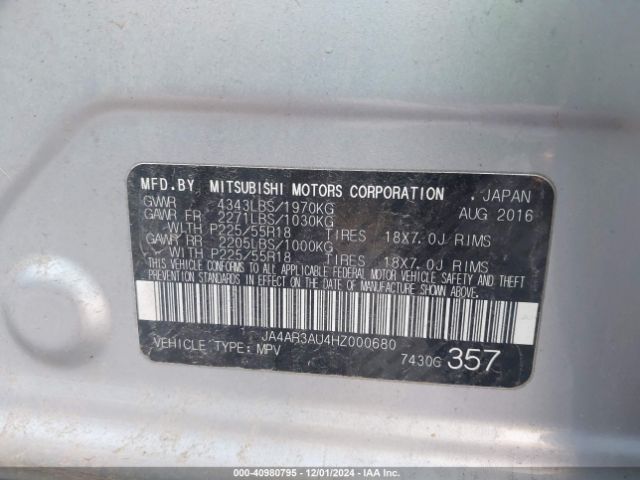 MFD.BY MITSUBISHI MOTORS CORPORATION . JAPAN
GVWR 4343LBS/1970KG AUG 2016
GAWR FR 2271LBS/1030KG
WITH P225/55R18 TIRES 18X7.0J RIMS
GAWR RR 2205LBS/1000KG
WITH P225/55R18 TIRES 18X7.0J RIMS
THIS VEHICLE CONFORMS TO ALL APPLICABLE FEDERAL MOTOR VEHICLE SAFETY AND THEFT
PREVENTION STANDARDS IN EFFECT ON THE DATE OF MANUFACTURE SHOWN ABOVE.
JA4AR3AU4HZ000680
VEHICLE TYPE: MPV 7430G 357
000-40980795 - 12/01/2024 - IAA Inc.